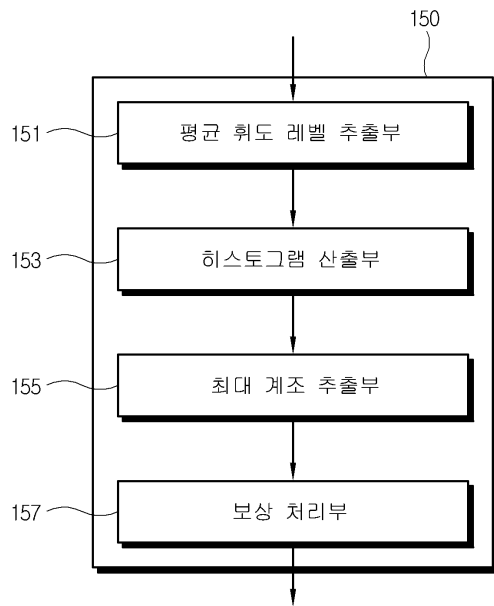 150
151
평균 휘도 레벨 추출부
153
히스토그램 산출부
155
최대 계조 추출부
157
보상 처리부